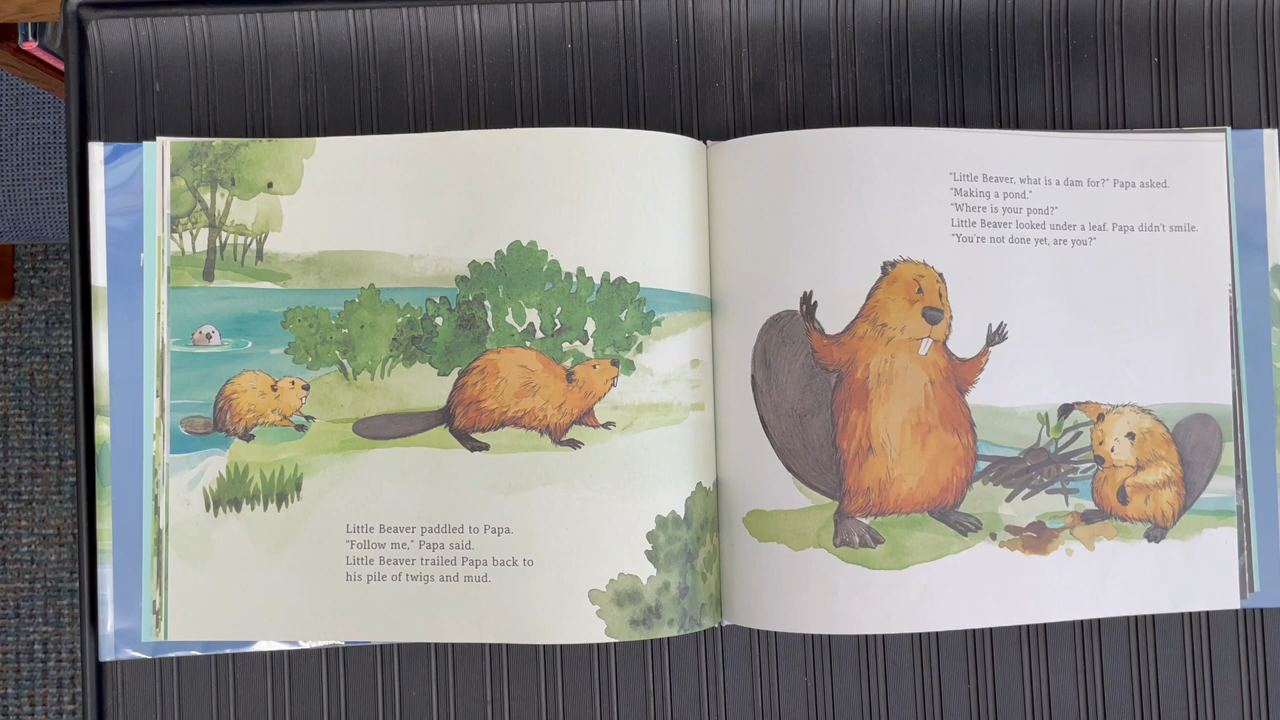 Little Beaver paddled to Papa.
"Follow me," Papa said.
Little Beaver trailed Papa back to
his pile of twigs and mud.
"Little Beaver, what is a dam for?" Papa asked.
"Making a pond."
"Where is your pond?"
Little Beaver looked under a leaf. Papa didn't smile.
"You're not done yet, are you?"